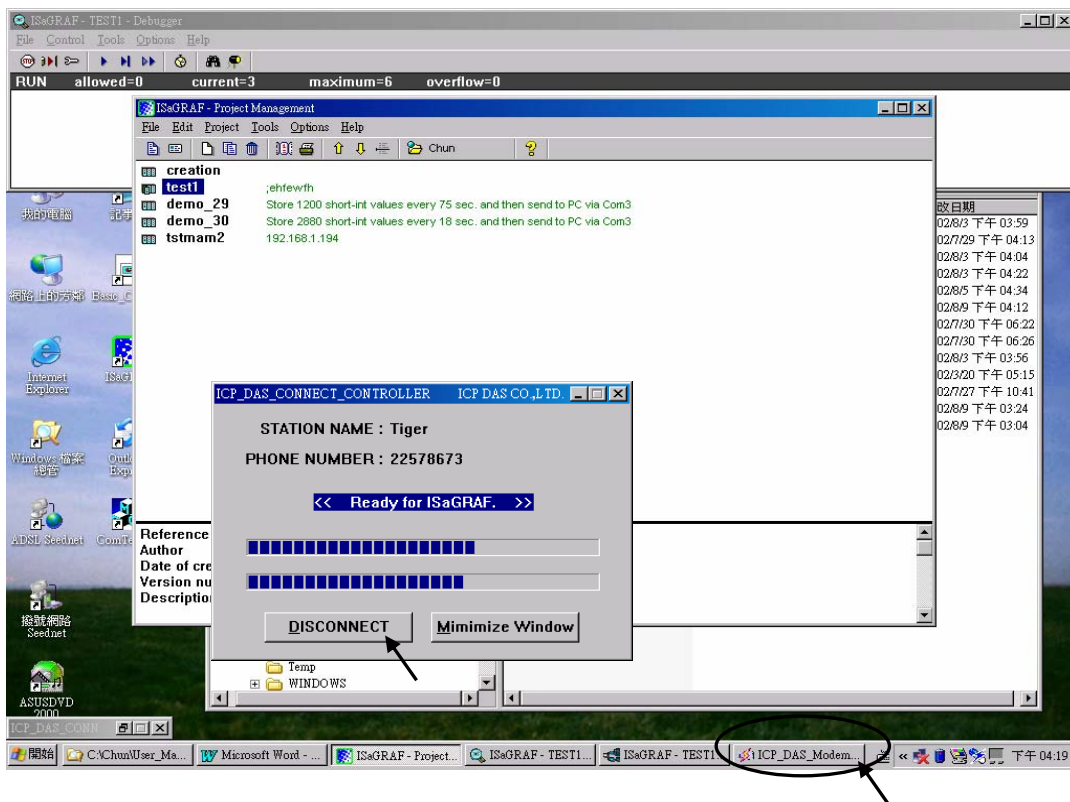 ISaGRAF - TEST1 - Debugger
File Control Tools Options Help
RUN allowed=0 current=3 maximum=6 overflow=0
ISaGRAF - Project Management
File Edit Project Tools Options Help
Chun
creation
test1 ;ehfewfh
demo_29 Store 1200 short-int values every 75 sec. and then send to PC via Com3
demo_30 Store 2880 short-int values every 18 sec. and then send to PC via Com3
tstmam2 192.168.1.194
我的電腦
網路上的芳鄰
Internet Explorer
Windows 檔案總管
ADSL Seednet
撥號網路 Seednet
ASUSDVD 2000
改日期
02/8/3 下午 03:59
02/7/29 下午 04:13
02/8/3 下午 04:04
02/8/3 下午 04:22
02/8/5 下午 04:34
02/8/9 下午 04:12
02/7/30 下午 06:22
02/7/30 下午 06:26
02/8/3 下午 03:56
02/3/20 下午 05:15
02/7/27 下午 10:41
02/8/9 下午 03:24
02/8/9 下午 03:04
ICP_DAS_CONNECT_CONTROLLER ICP DAS CO.,LTD.
STATION NAME : Tiger
PHONE NUMBER : 22578673
<< Ready for ISaGRAF. >>
DISCONNECT Mimimize Window
Reference
Author
Date of cre
Version nu
Description
Temp
WINDOWS
ICP_DAS_CONN
開始 C:\Chun\User_Ma... Microsoft Word - ... ISaGRAF - Project... ISaGRAF - TEST1... ISaGRAF - TEST1... ICP_DAS_Modem... « 下午 04:19